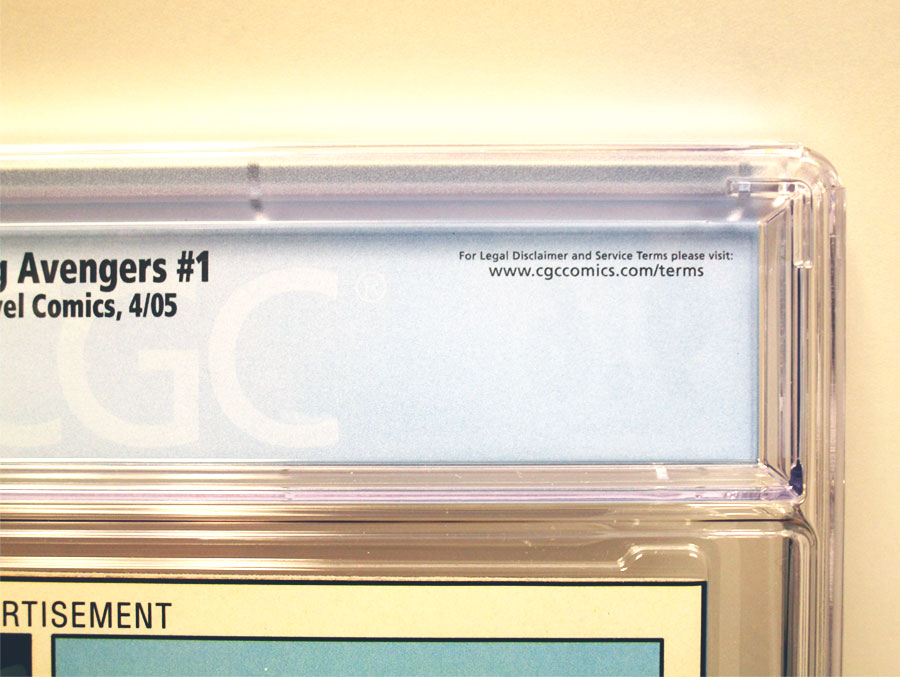 g Avengers #1
vel Comics, 4/05
For Legal Disclaimer and Service Terms please visit:
www.cgccomics.com/terms
CGC®
RTISEMENT